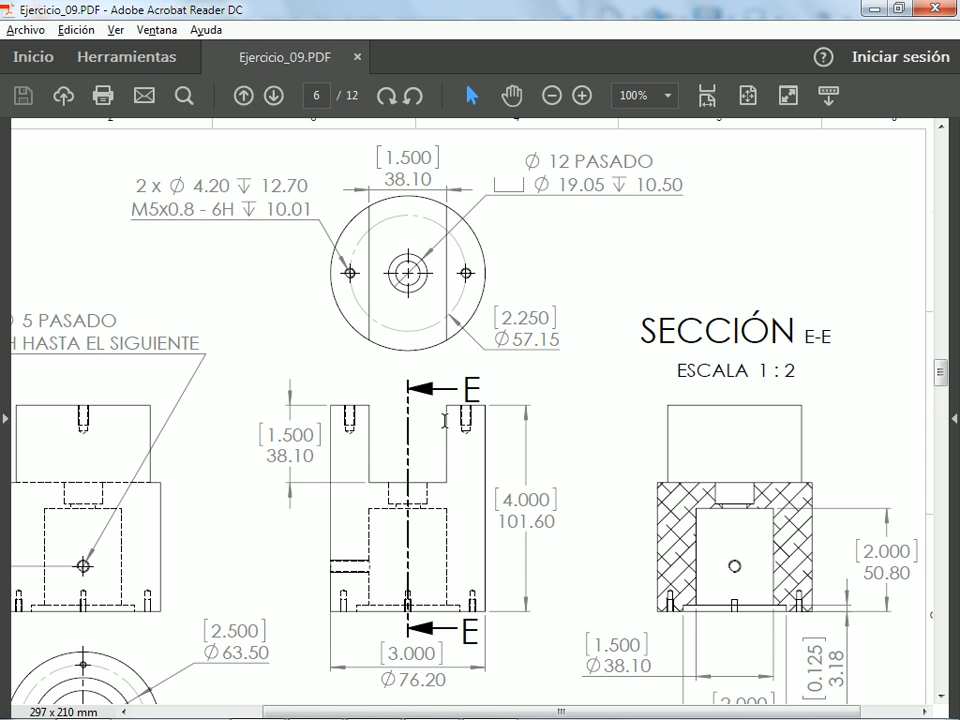 Ejercicio_09.PDF - Adobe Acrobat Reader DC
Archivo Edición Ver Ventana Ayuda
Inicio Herramientas Ejercicio_09.PDF × ? Iniciar sesión
6 / 12 100%
[1.500]
38.10
Ø 12 PASADO
⌴ Ø 19.05 ↧ 10.50
2 x Ø 4.20 ↧ 12.70
M5x0.8 - 6H ↧ 10.01
[2.250]
Ø57.15
5 PASADO
H HASTA EL SIGUIENTE
SECCIÓN E-E
ESCALA 1 : 2
E
[1.500]
38.10
[4.000]
101.60
[2.000]
50.80
E
[2.500]
Ø63.50
[3.000]
Ø76.20
[1.500]
Ø38.10
[0.125]
3.18
297 x 210 mm